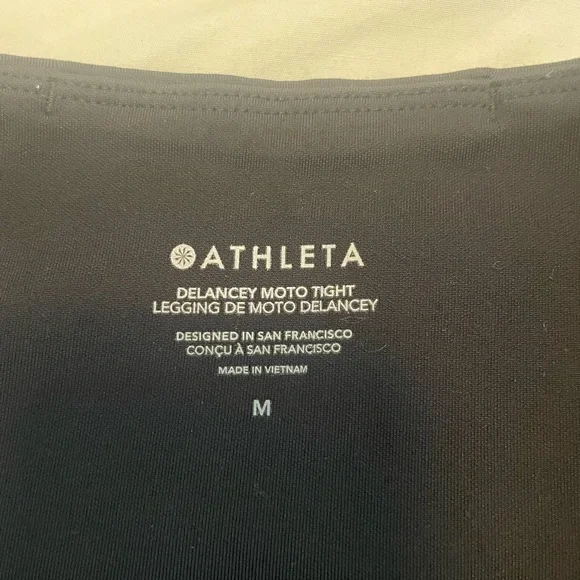 ATHLETA
DELANCEY MOTO TIGHT
LEGGING DE MOTO DELANCEY
DESIGNED IN SAN FRANCISCO
CONÇU À SAN FRANCISCO
MADE IN VIETNAM
M